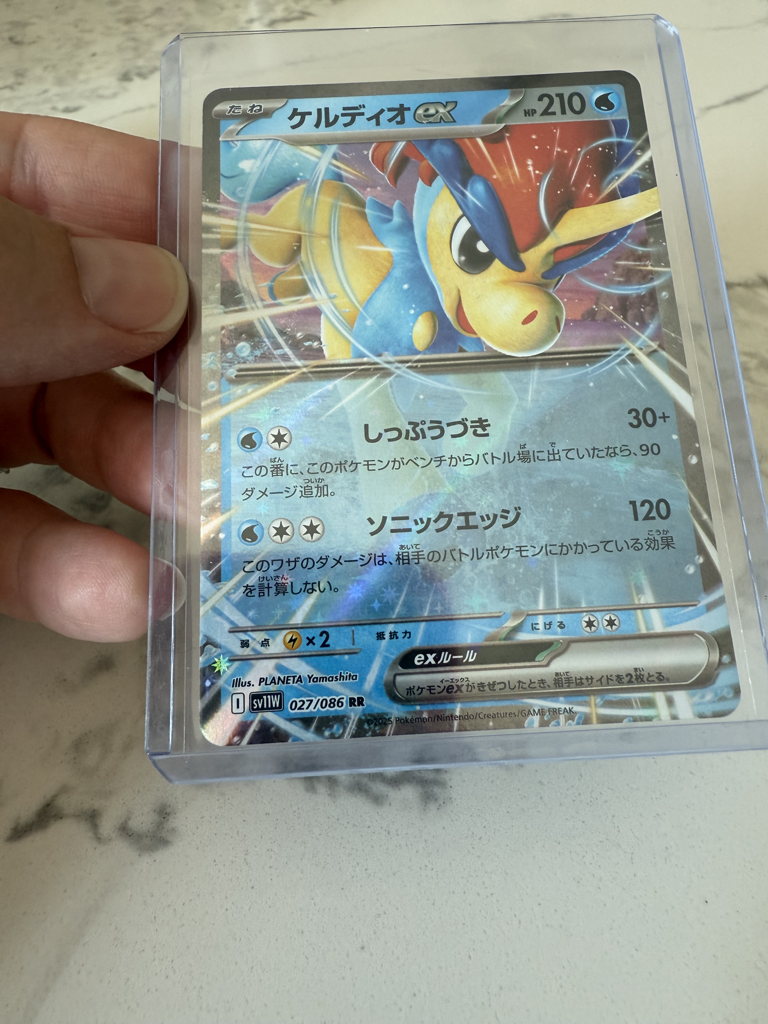 たね ケルディオex HP210
しっぷうづき 30+
この番に、このポケモンがベンチからバトル場に出ていたなら、90
ダメージ追加。
ソニックエッジ 120
このワザのダメージは、相手のバトルポケモンにかかっている効果
を計算しない。
弱点 ×2 抵抗力 にげる
exルール
ポケモンexがきぜつしたとき、相手はサイドを2枚とる。
Illus. PLANETA Yamashita
I SV11W 027/086 RR
©2025 Pokémon/Nintendo/Creatures/GAME FREAK.